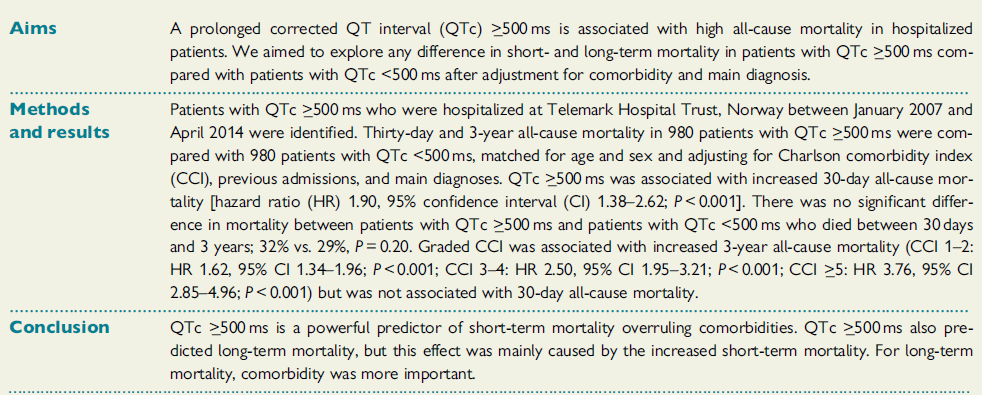 Aims
A prolonged corrected QT interval (QTc) ≥500 ms is associated with high all-cause mortality in hospitalized
patients. We aimed to explore any difference in short- and long-term mortality in patients with QTc ≥500 ms com-
pared with patients with QTc <500 ms after adjustment for comorbidity and main diagnosis.
Methods
and results
Patients with QTc ≥500 ms who were hospitalized at Telemark Hospital Trust, Norway between January 2007 and
April 2014 were identified. Thirty-day and 3-year all-cause mortality in 980 patients with QTc ≥500 ms were com-
pared with 980 patients with QTc <500 ms, matched for age and sex and adjusting for Charlson comorbidity index
(CCI), previous admissions, and main diagnoses. QTc ≥500 ms was associated with increased 30-day all-cause mor-
tality [hazard ratio (HR) 1.90, 95% confidence interval (CI) 1.38–2.62; P < 0.001]. There was no significant differ-
ence in mortality between patients with QTc ≥500 ms and patients with QTc <500 ms who died between 30 days
and 3 years; 32% vs. 29%, P = 0.20. Graded CCI was associated with increased 3-year all-cause mortality (CCI 1–2:
HR 1.62, 95% CI 1.34–1.96; P < 0.001; CCI 3–4: HR 2.50, 95% CI 1.95–3.21; P < 0.001; CCI ≥5: HR 3.76, 95% CI
2.85–4.96; P < 0.001) but was not associated with 30-day all-cause mortality.
Conclusion
QTc ≥500 ms is a powerful predictor of short-term mortality overruling comorbidities. QTc ≥500 ms also pre-
dicted long-term mortality, but this effect was mainly caused by the increased short-term mortality. For long-term
mortality, comorbidity was more important.